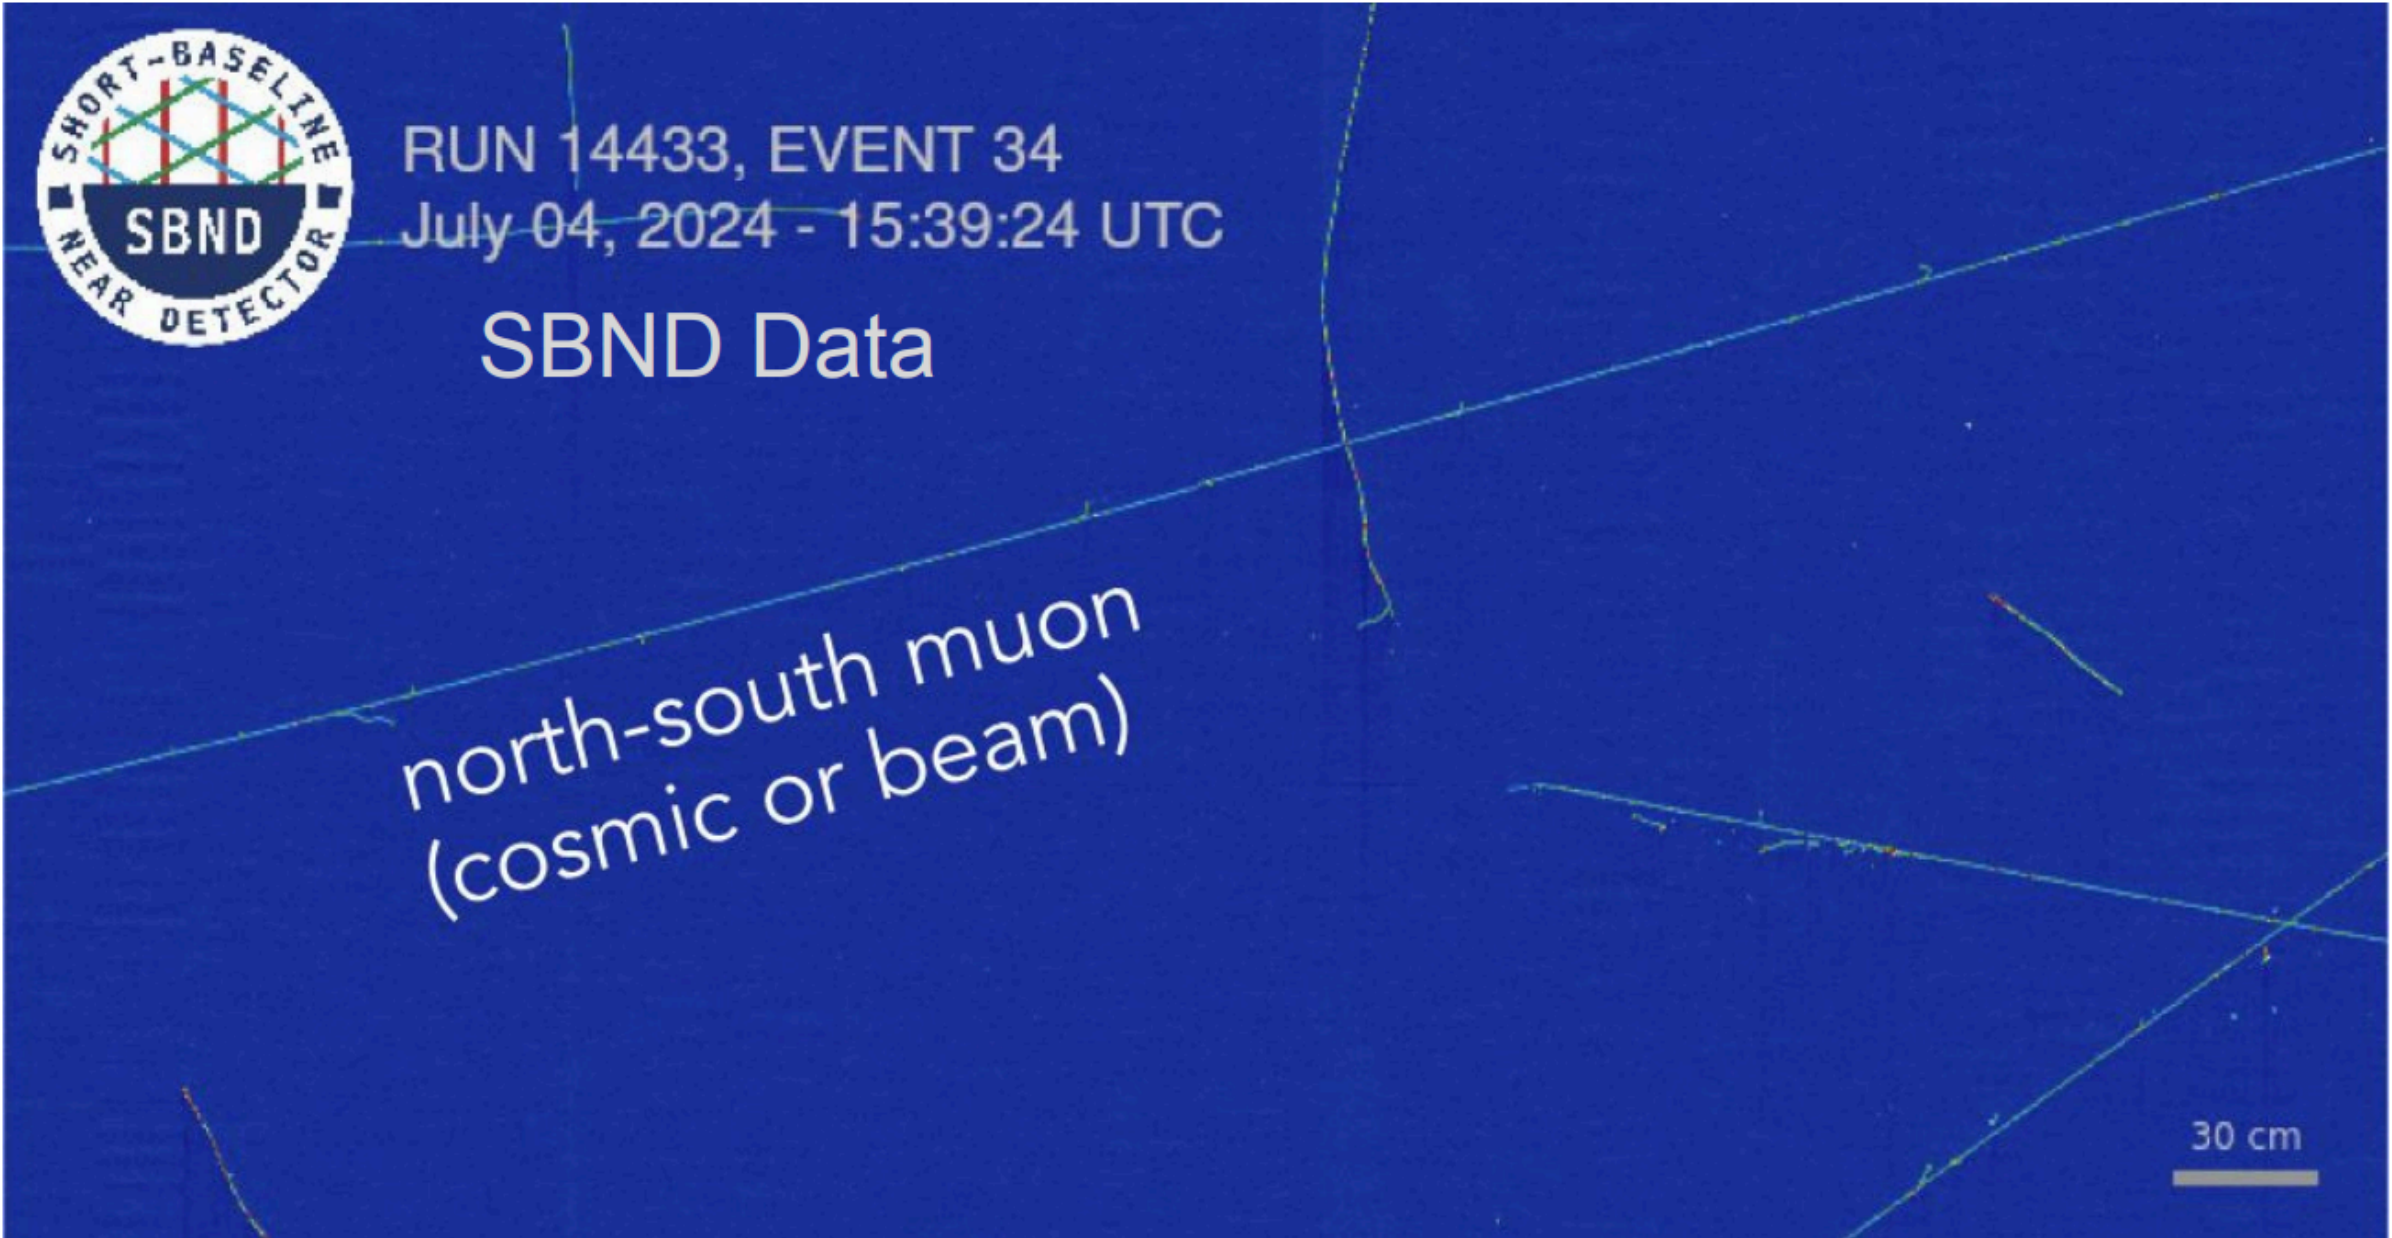 SHORT-BASELINE
SBND
NEAR DETECTOR
RUN 14433, EVENT 34
July 04, 2024 - 15:39:24 UTC
SBND Data
north-south muon
(cosmic or beam)
30 cm